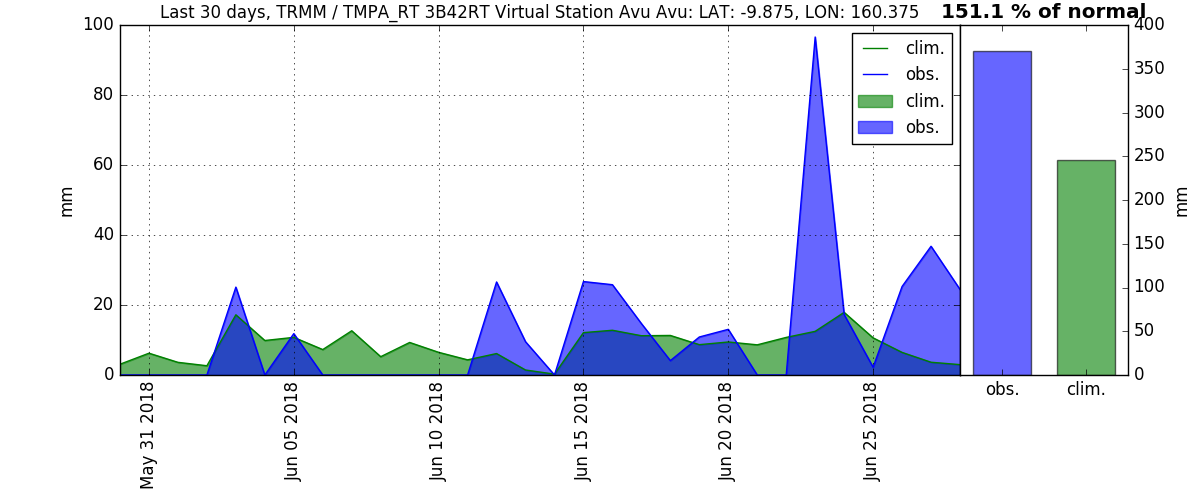 Last 30 days, TRMM / TMPA_RT 3B42RT Virtual Station Avu Avu: LAT: -9.875, LON: 160.375
151.1 % of normal
100
80
60
40
20
0
mm
clim.
obs.
clim.
obs.
400
350
300
250
200
150
100
50
0
mm
May 31 2018
Jun 05 2018
Jun 10 2018
Jun 15 2018
Jun 20 2018
Jun 25 2018
obs.
clim.